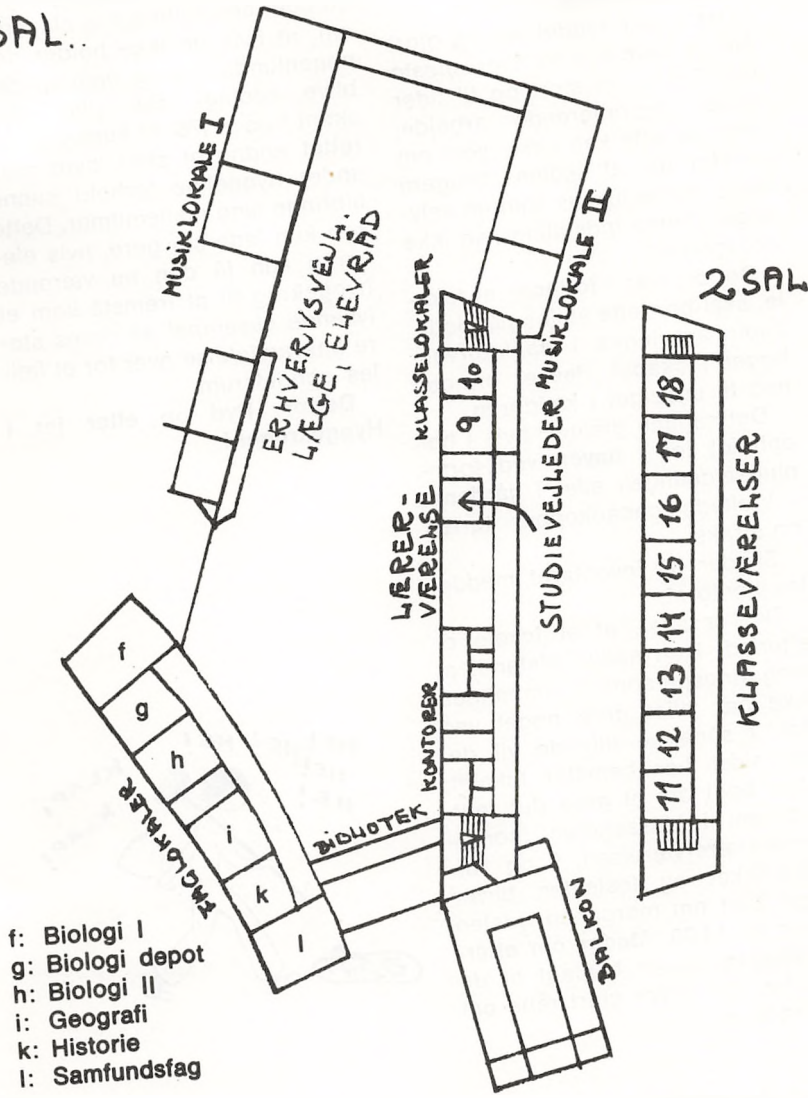 SAL..
MUSIKLOKALE I
ERHVERVSVEJL.
LÆGE, ELEVRÅD
KLASSELOKALER
MUSIKLOKALE II
2, SAL
10
9
LÆRER-
VÆRELSE
STUDIEVEJLEDER
KONTORER
18
17
16
15
14
13
12
11
KLASSEVÆRELSER
f
g
h
i
k
l
FAGLOKALER
BIBLIOTEK
BALKON
f: Biologi I
g: Biologi depot
h: Biologi II
i: Geografi
k: Historie
l: Samfundsfag